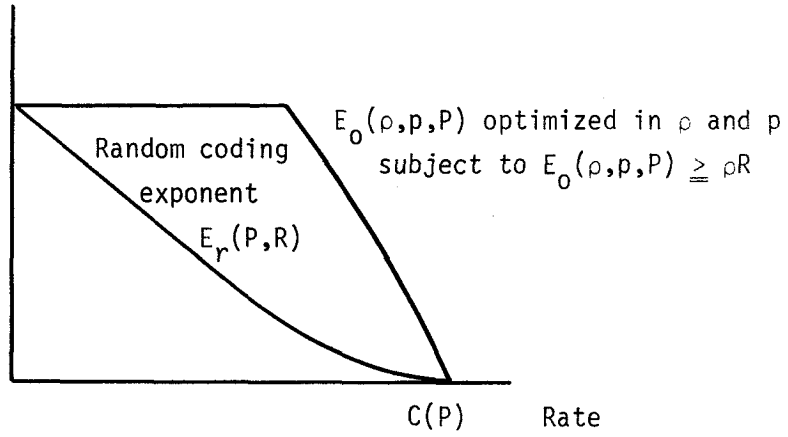 E₀(ρ,p,P) optimized in ρ and p
subject to E₀(ρ,p,P) ≧ ρR
Random coding
exponent
Eᵣ(P,R)
C(P)
Rate